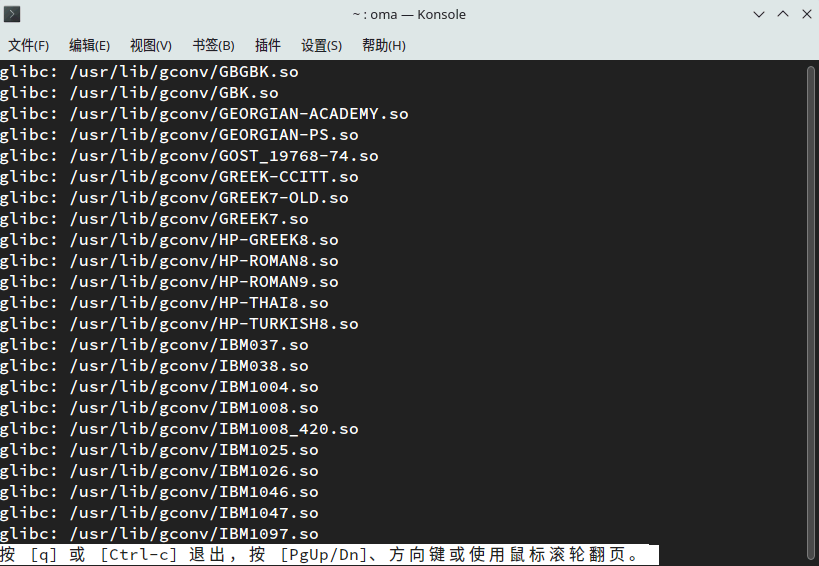 ~ : oma — Konsole
文件(F) 编辑(E) 视图(V) 书签(B) 插件 设置(S) 帮助(H)
glibc: /usr/lib/gconv/GBGBK.so
glibc: /usr/lib/gconv/GBK.so
glibc: /usr/lib/gconv/GEORGIAN-ACADEMY.so
glibc: /usr/lib/gconv/GEORGIAN-PS.so
glibc: /usr/lib/gconv/GOST_19768-74.so
glibc: /usr/lib/gconv/GREEK-CCITT.so
glibc: /usr/lib/gconv/GREEK7-OLD.so
glibc: /usr/lib/gconv/GREEK7.so
glibc: /usr/lib/gconv/HP-GREEK8.so
glibc: /usr/lib/gconv/HP-ROMAN8.so
glibc: /usr/lib/gconv/HP-ROMAN9.so
glibc: /usr/lib/gconv/HP-THAI8.so
glibc: /usr/lib/gconv/HP-TURKISH8.so
glibc: /usr/lib/gconv/IBM037.so
glibc: /usr/lib/gconv/IBM038.so
glibc: /usr/lib/gconv/IBM1004.so
glibc: /usr/lib/gconv/IBM1008.so
glibc: /usr/lib/gconv/IBM1008_420.so
glibc: /usr/lib/gconv/IBM1025.so
glibc: /usr/lib/gconv/IBM1026.so
glibc: /usr/lib/gconv/IBM1046.so
glibc: /usr/lib/gconv/IBM1047.so
glibc: /usr/lib/gconv/IBM1097.so
按 [q] 或 [Ctrl-c] 退出，按 [PgUp/Dn]、方向键或使用鼠标滚轮翻页。